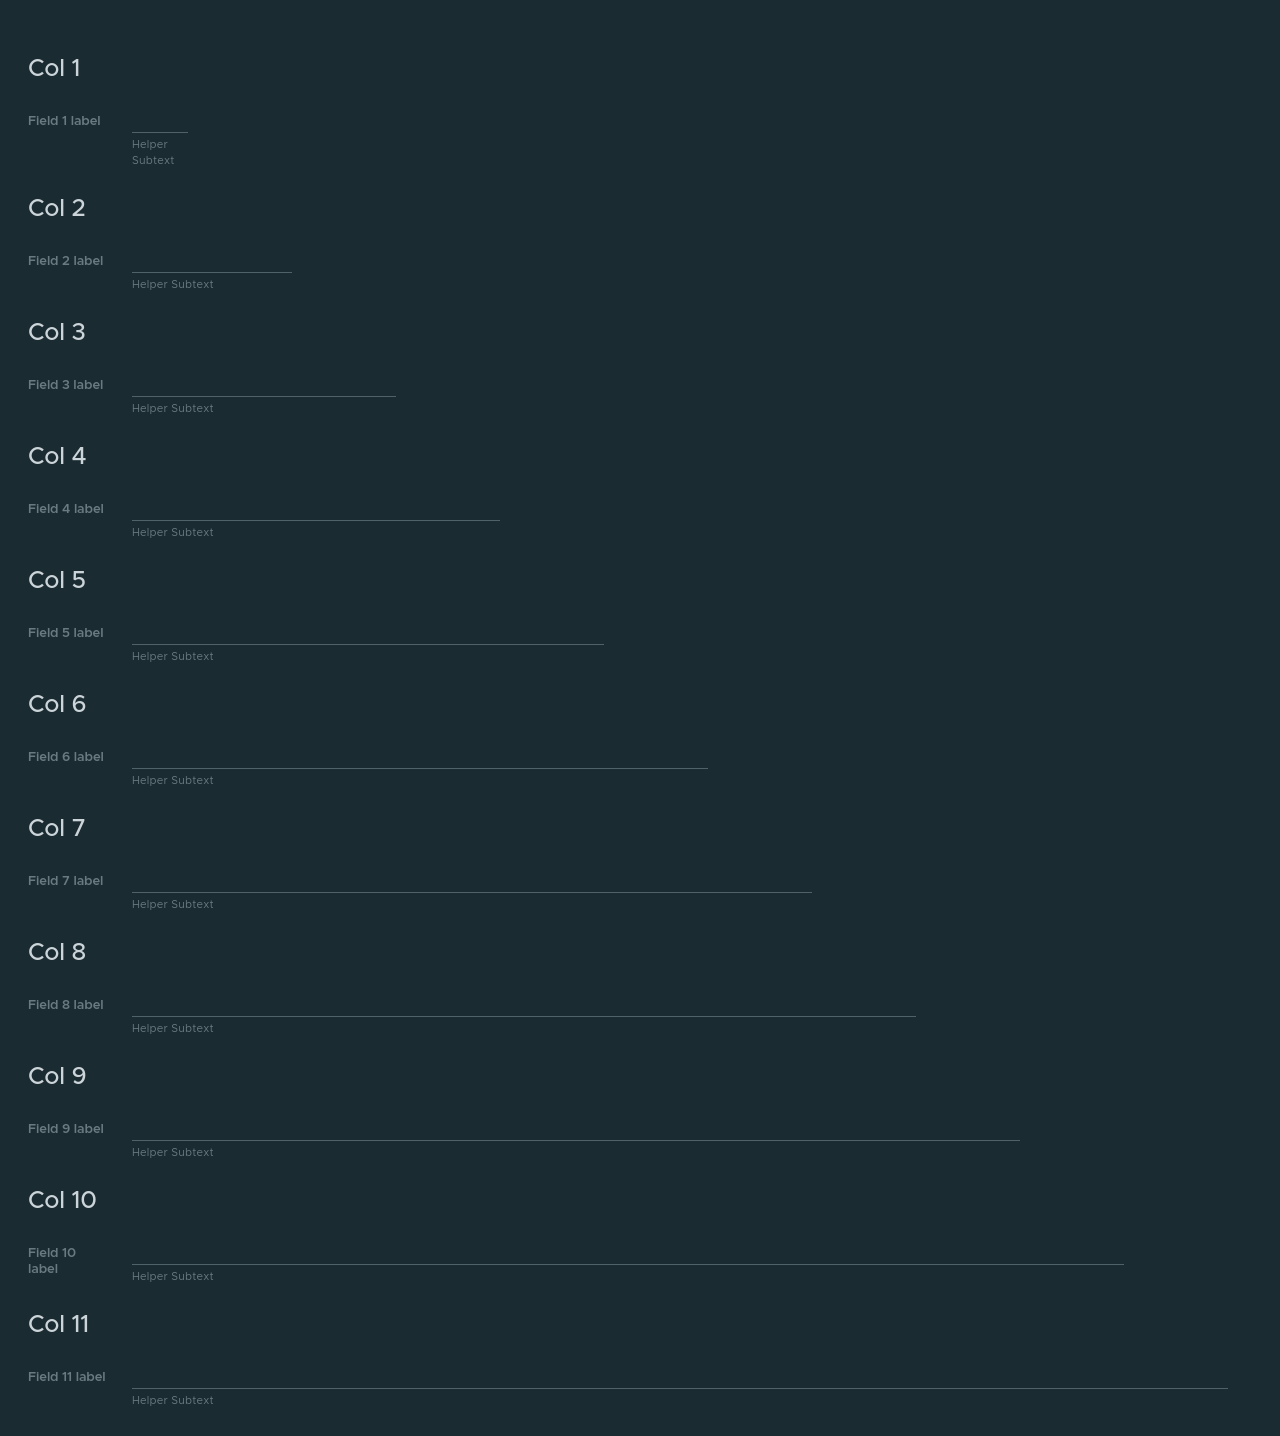 Col 1
Field 1 label
Helper
Subtext
Col 2
Field 2 label
Helper Subtext
Col 3
Field 3 label
Helper Subtext
Col 4
Field 4 label
Helper Subtext
Col 5
Field 5 label
Helper Subtext
Col 6
Field 6 label
Helper Subtext
Col 7
Field 7 label
Helper Subtext
Col 8
Field 8 label
Helper Subtext
Col 9
Field 9 label
Helper Subtext
Col 10
Field 10
label
Helper Subtext
Col 11
Field 11 label
Helper Subtext